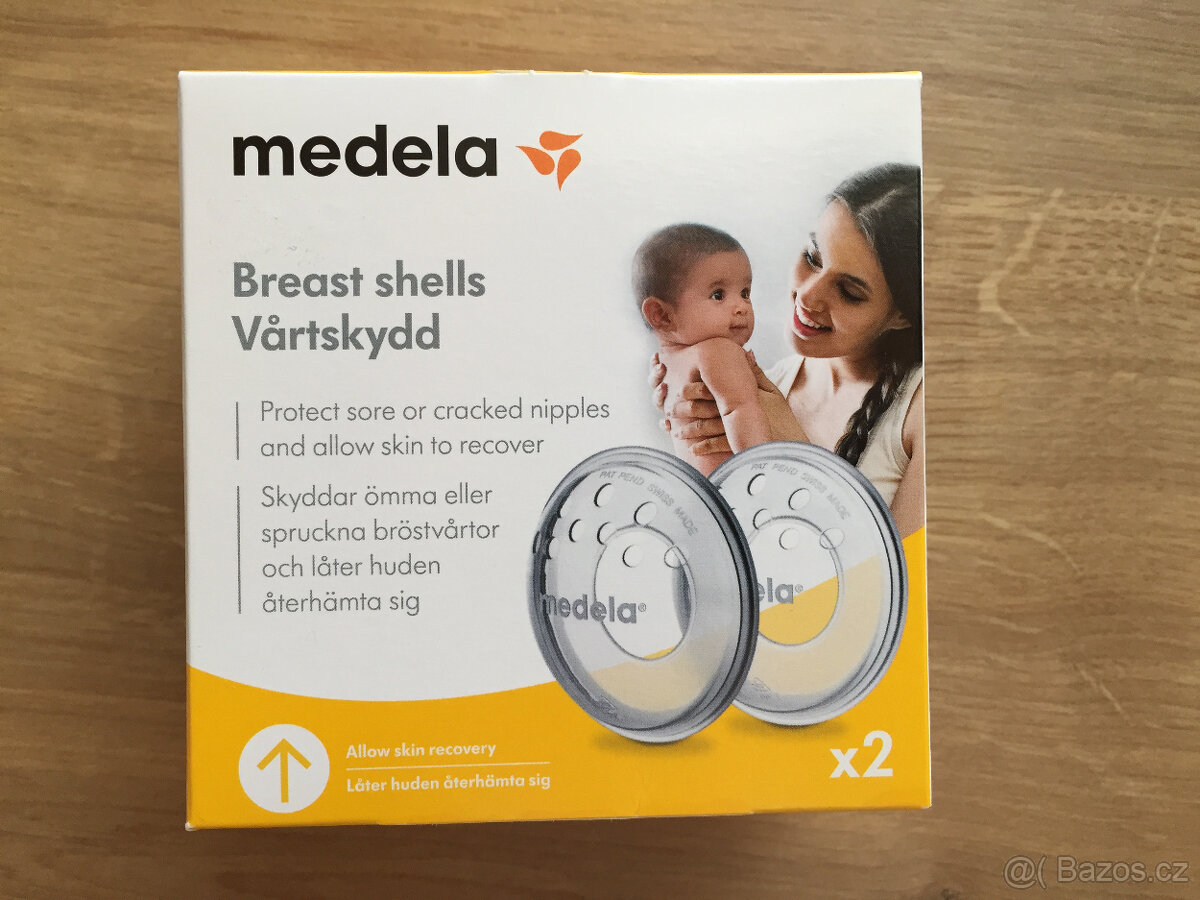 medela
Breast shells
Vårtskydd
Protect sore or cracked nipples
and allow skin to recover
Skyddar ömma eller
spruckna bröstvårtor
och låter huden
återhämta sig
PAT PEND SWISS MADE
medela®
PAT PEND SWISS MADE
dela®
Allow skin recovery
Låter huden återhämta sig
x2
@( Bazos.cz